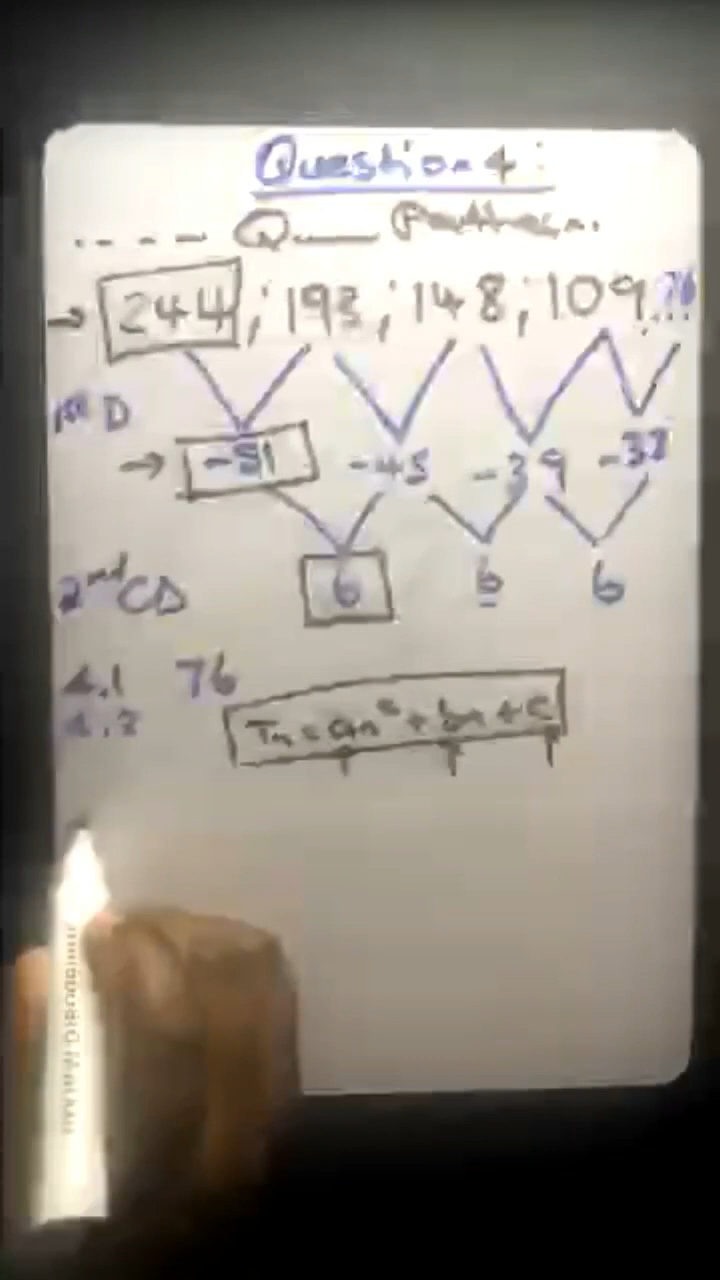 Question 4:
---- Q
→ 244; 193; 148; 109 76...
1st D
→ -51 -45 -39 -33
6 6 6
2nd CD
4.1 76
4.2 Tn = an² + bn + c